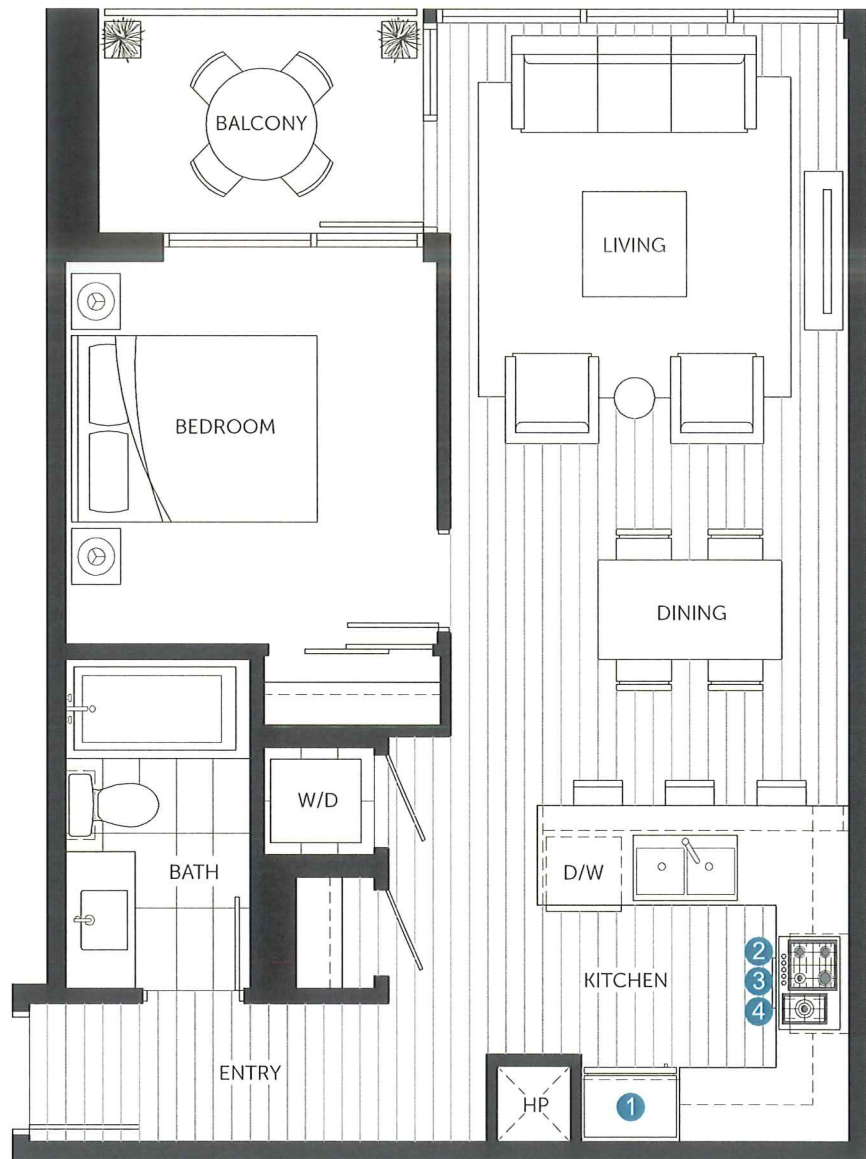 BALCONY
LIVING
BEDROOM
DINING
W/D
BATH
D/W
KITCHEN
2
3
4
ENTRY
HP
1